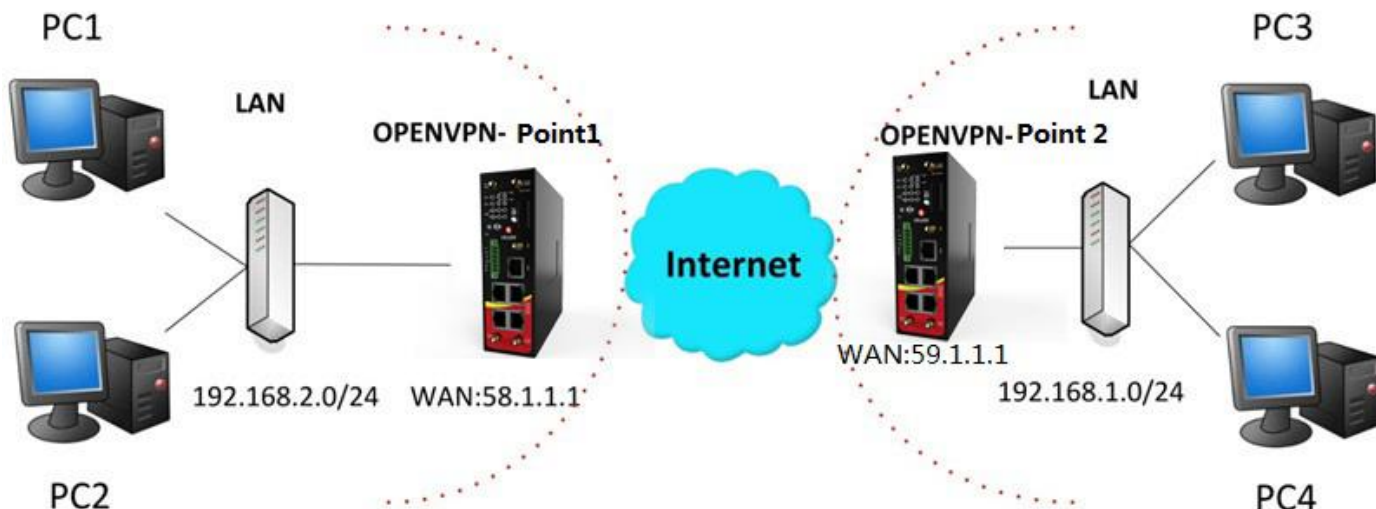 PC1
PC3
LAN
LAN
OPENVPN- Point1
OPENVPN-Point 2
Internet
WAN:59.1.1.1
192.168.2.0/24
WAN:58.1.1.1
192.168.1.0/24
PC2
PC4